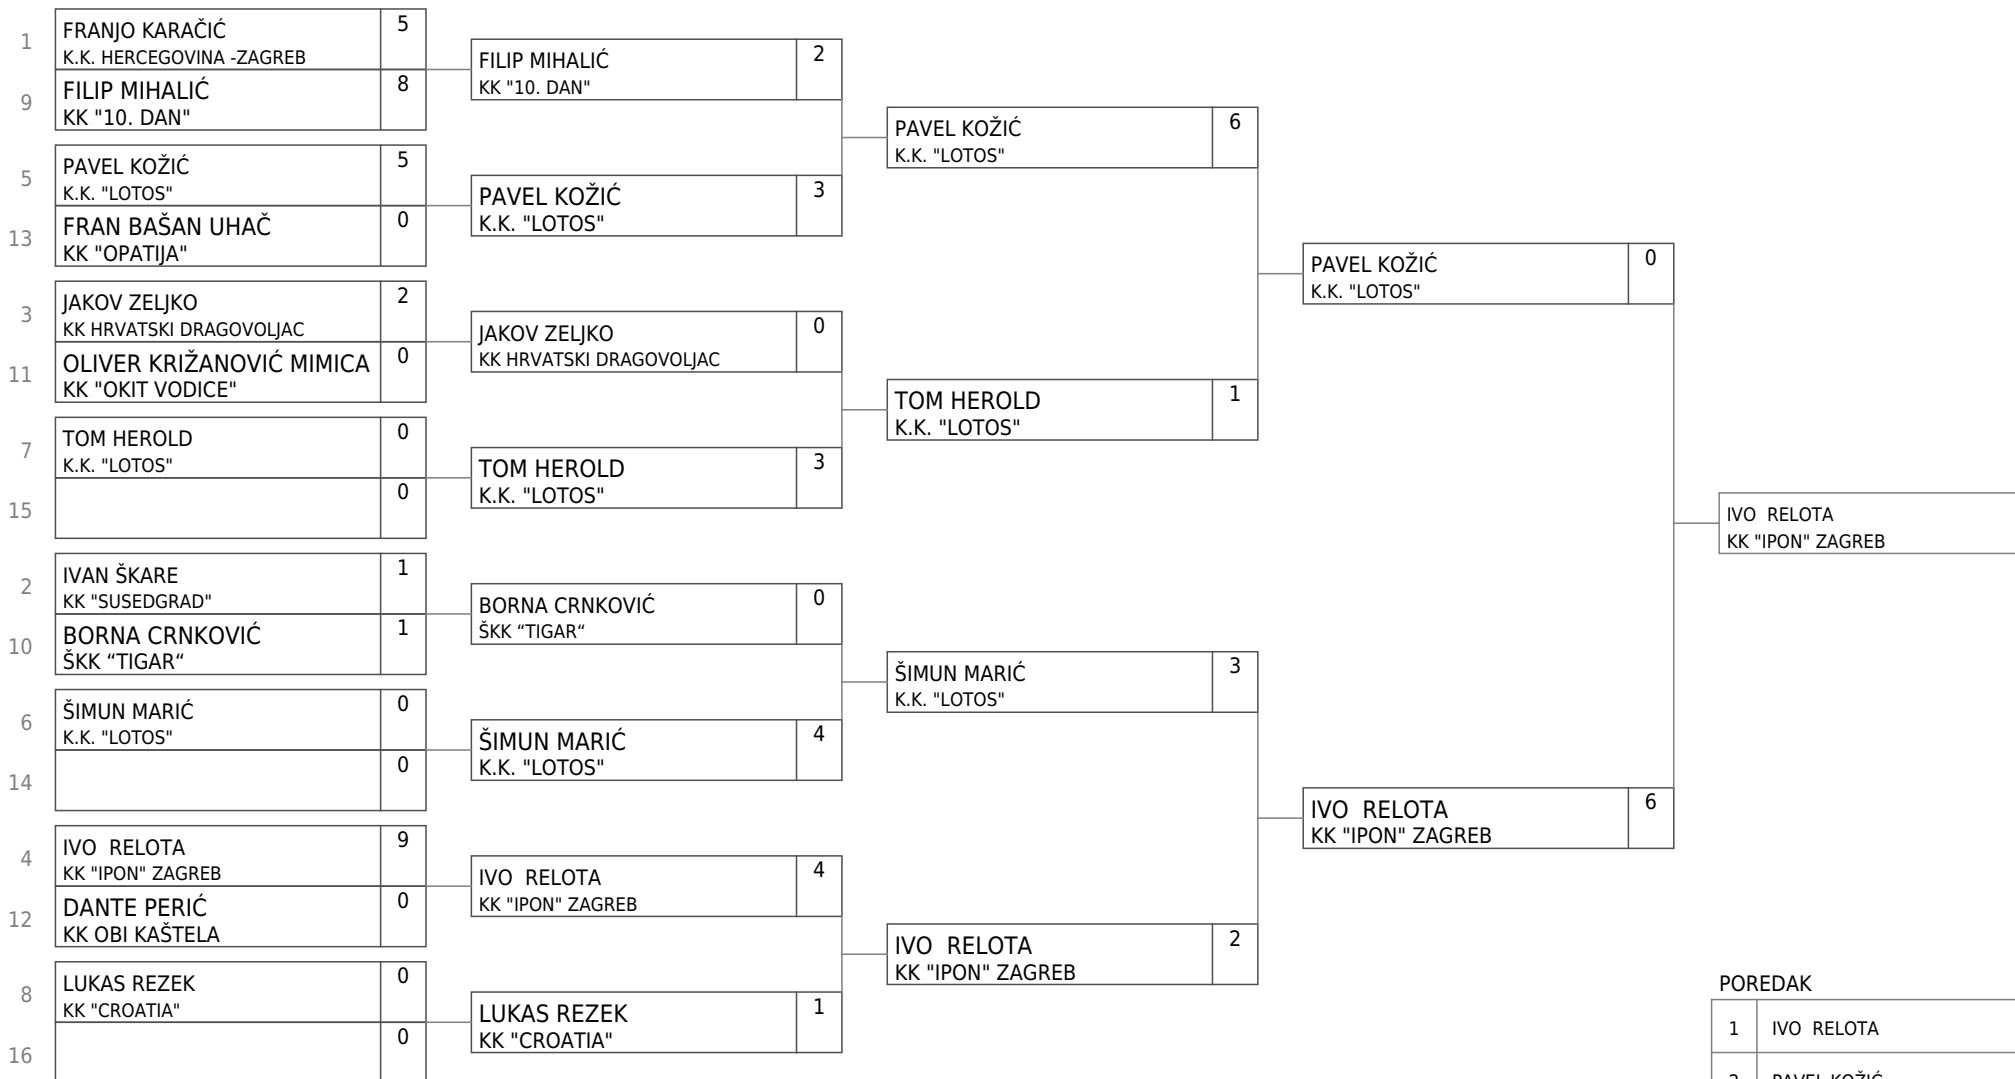 1
FRANJO KARAČIĆ
K.K. HERCEGOVINA -ZAGREB
5
9
FILIP MIHALIĆ
KK "10. DAN"
8
5
PAVEL KOŽIĆ
K.K. "LOTOS"
5
13
FRAN BAŠAN UHAČ
KK "OPATIJA"
0
3
JAKOV ZELJKO
KK HRVATSKI DRAGOVOLJAC
2
11
OLIVER KRIŽANOVIĆ MIMICA
KK "OKIT VODICE"
0
7
TOM HEROLD
K.K. "LOTOS"
0
15
0
2
IVAN ŠKARE
KK "SUSEDGRAD"
1
10
BORNA CRNKOVIĆ
ŠKK “TIGAR“
1
6
ŠIMUN MARIĆ
K.K. "LOTOS"
0
14
0
4
IVO  RELOTA
KK "IPON" ZAGREB
9
12
DANTE PERIĆ
KK OBI KAŠTELA
0
8
LUKAS REZEK
KK "CROATIA"
0
16
0
FILIP MIHALIĆ
KK "10. DAN"
2
PAVEL KOŽIĆ
K.K. "LOTOS"
3
JAKOV ZELJKO
KK HRVATSKI DRAGOVOLJAC
0
TOM HEROLD
K.K. "LOTOS"
3
BORNA CRNKOVIĆ
ŠKK “TIGAR“
0
ŠIMUN MARIĆ
K.K. "LOTOS"
4
IVO  RELOTA
KK "IPON" ZAGREB
4
LUKAS REZEK
KK "CROATIA"
1
PAVEL KOŽIĆ
K.K. "LOTOS"
6
TOM HEROLD
K.K. "LOTOS"
1
ŠIMUN MARIĆ
K.K. "LOTOS"
3
IVO  RELOTA
KK "IPON" ZAGREB
2
PAVEL KOŽIĆ
K.K. "LOTOS"
0
IVO  RELOTA
KK "IPON" ZAGREB
6
IVO  RELOTA
KK "IPON" ZAGREB
POREDAK
1 IVO  RELOTA
2 PAVEL KOŽIĆ